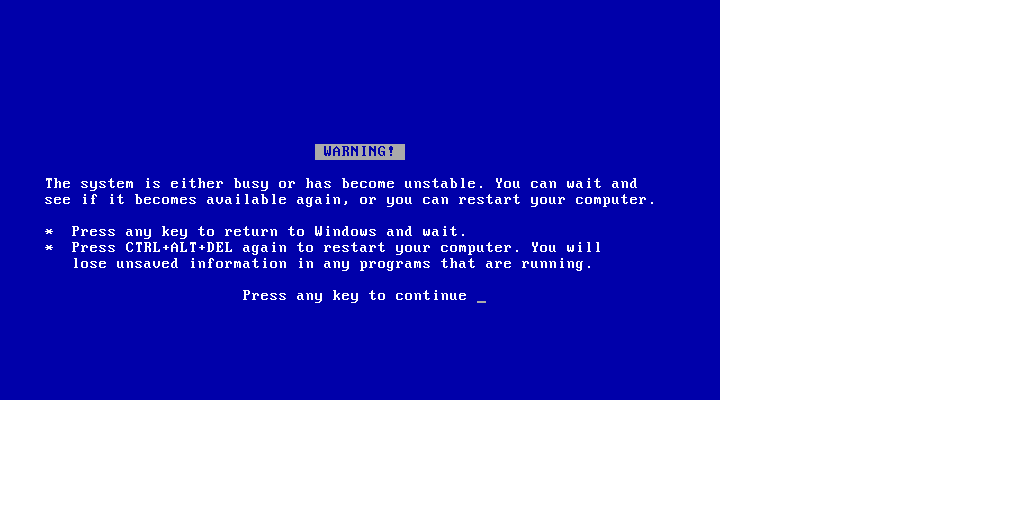 WARNING!
The system is either busy or has become unstable. You can wait and
see if it becomes available again, or you can restart your computer.
*  Press any key to return to Windows and wait.
*  Press CTRL+ALT+DEL again to restart your computer. You will
lose unsaved information in any programs that are running.
Press any key to continue _